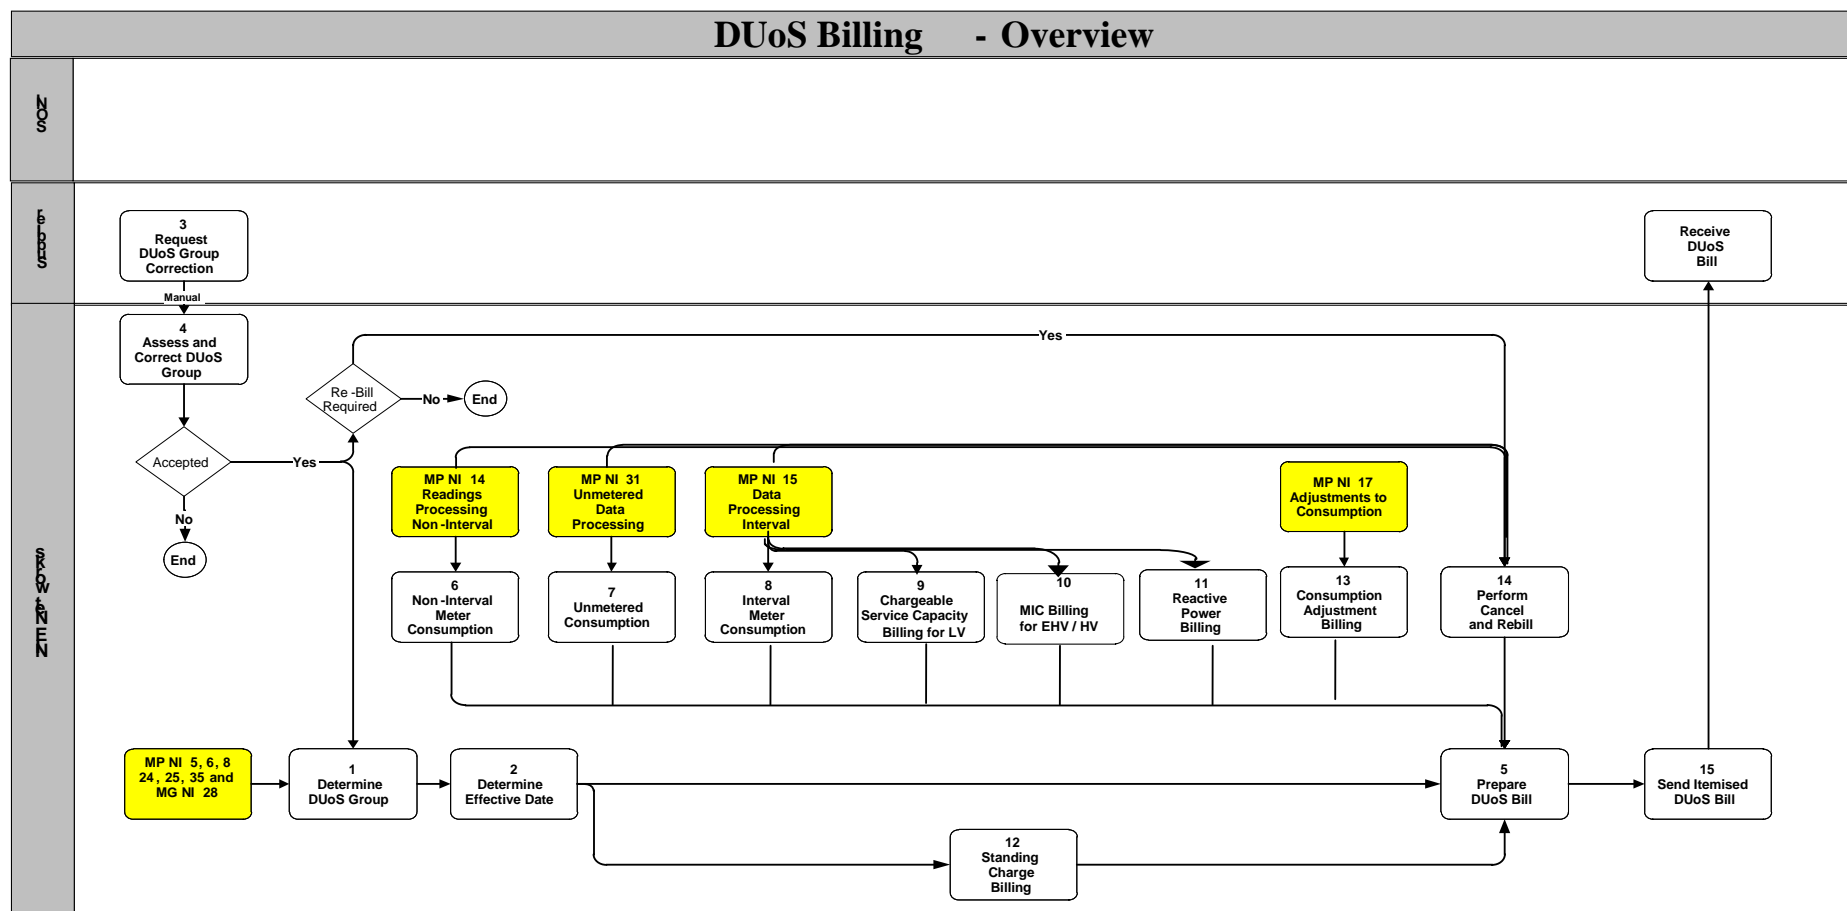 DUoS Billing - Overview
SONI
Supplier
3
Request
DUoS Group
Correction
Receive
DUoS
Bill
Manual
NIE Networks
4
Assess and
Correct DUoS
Group
Yes
Re -Bill
Required
No
End
Accepted
Yes
No
End
MP NI 14
Readings
Processing
Non -Interval
MP NI 31
Unmetered
Data
Processing
MP NI 15
Data
Processing
Interval
MP NI 17
Adjustments to
Consumption
6
Non -Interval
Meter
Consumption
7
Unmetered
Consumption
8
Interval
Meter
Consumption
9
Chargeable
Service Capacity
Billing for LV
10
MIC Billing
for EHV / HV
11
Reactive
Power
Billing
13
Consumption
Adjustment
Billing
14
Perform
Cancel
and Rebill
MP NI 5, 6, 8
24, 25, 35 and
MG NI 28
1
Determine
DUoS Group
2
Determine
Effective Date
5
Prepare
DUoS Bill
15
Send Itemised
DUoS Bill
12
Standing
Charge
Billing